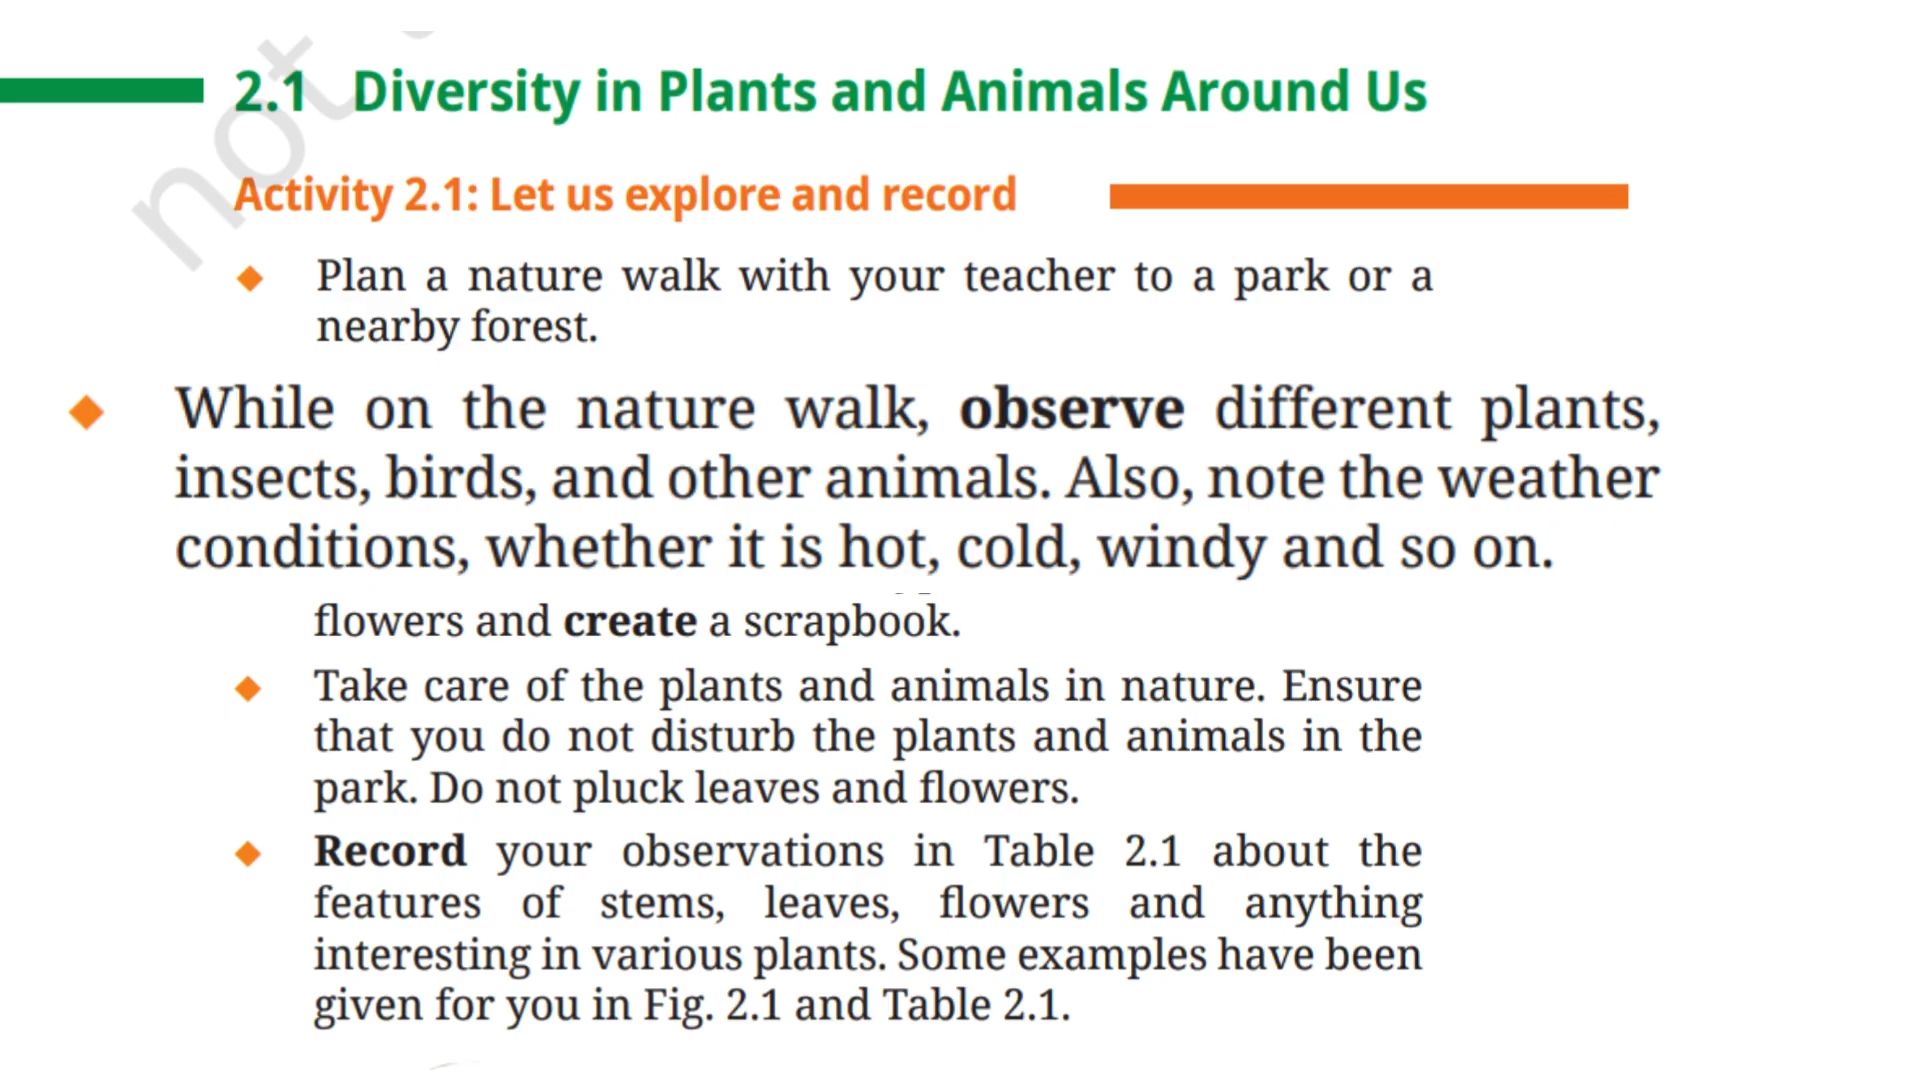 not
2.1 Diversity in Plants and Animals Around Us
Activity 2.1: Let us explore and record
Plan a nature walk with your teacher to a park or a
nearby forest.
While on the nature walk, observe different plants,
insects, birds, and other animals. Also, note the weather
conditions, whether it is hot, cold, windy and so on.
flowers and create a scrapbook.
Take care of the plants and animals in nature. Ensure
that you do not disturb the plants and animals in the
park. Do not pluck leaves and flowers.
Record your observations in Table 2.1 about the
features of stems, leaves, flowers and anything
interesting in various plants. Some examples have been
given for you in Fig. 2.1 and Table 2.1.